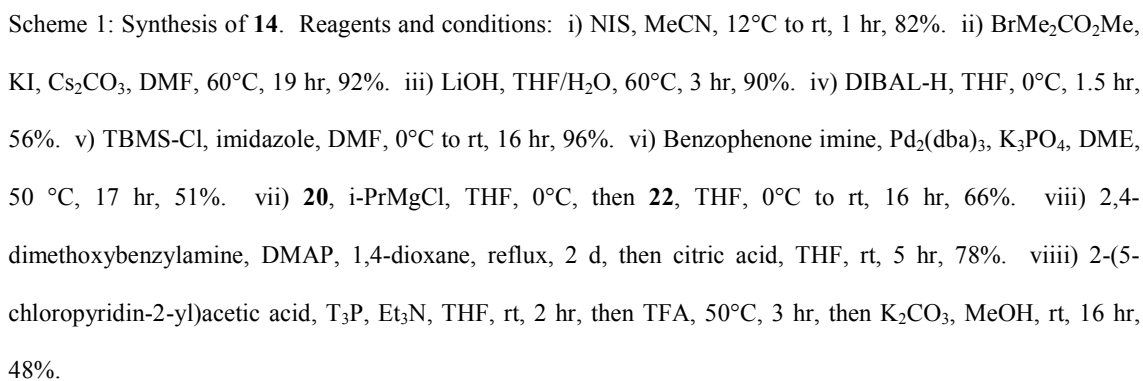 Scheme 1: Synthesis of 14. Reagents and conditions: i) NIS, MeCN, 12°C to rt, 1 hr, 82%. ii) BrMe₂CO₂Me,
KI, Cs₂CO₃, DMF, 60°C, 19 hr, 92%. iii) LiOH, THF/H₂O, 60°C, 3 hr, 90%. iv) DIBAL-H, THF, 0°C, 1.5 hr,
56%. v) TBMS-Cl, imidazole, DMF, 0°C to rt, 16 hr, 96%. vi) Benzophenone imine, Pd₂(dba)₃, K₃PO₄, DME,
50 °C, 17 hr, 51%. vii) 20, i-PrMgCl, THF, 0°C, then 22, THF, 0°C to rt, 16 hr, 66%. viii) 2,4-
dimethoxybenzylamine, DMAP, 1,4-dioxane, reflux, 2 d, then citric acid, THF, rt, 5 hr, 78%. viiii) 2-(5-
chloropyridin-2-yl)acetic acid, T₃P, Et₃N, THF, rt, 2 hr, then TFA, 50°C, 3 hr, then K₂CO₃, MeOH, rt, 16 hr,
48%.